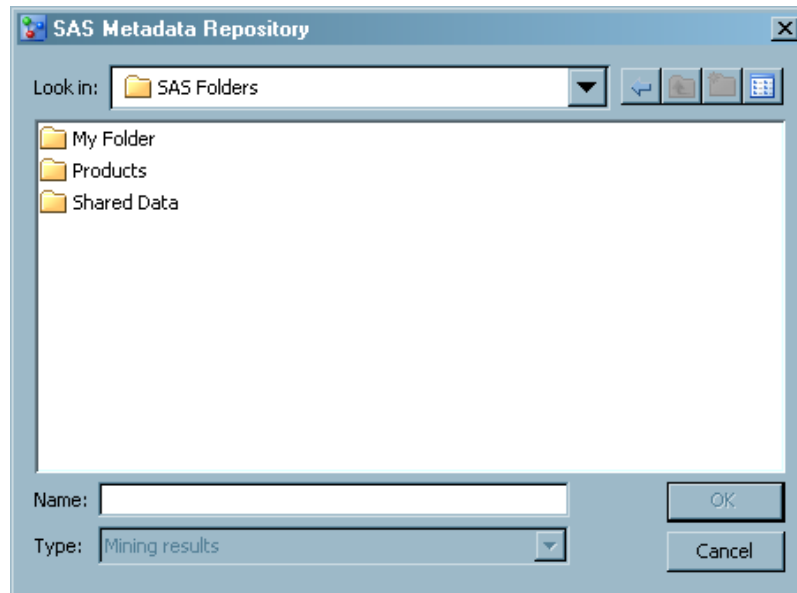 SAS Metadata Repository
Look in: SAS Folders
My Folder
Products
Shared Data
Name:
OK
Type: Mining results
Cancel